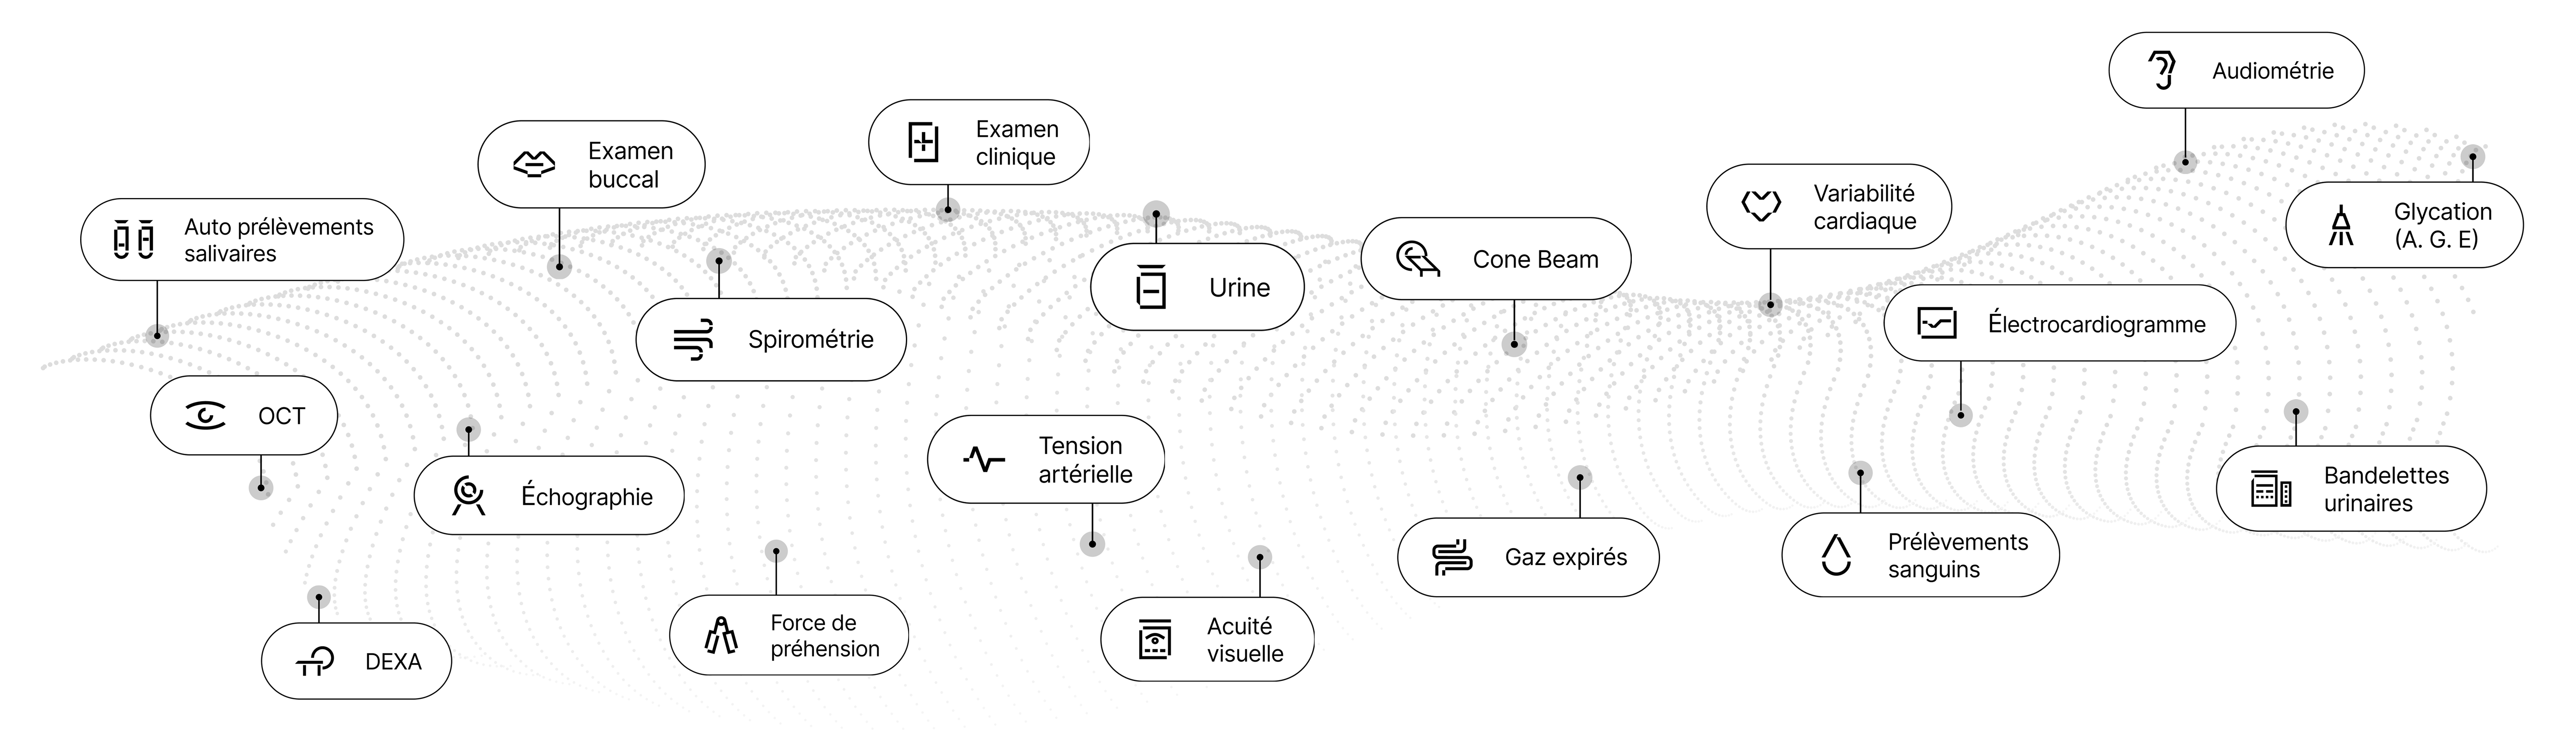 Audiométrie
Examen
clinique
Examen
buccal
Variabilité
cardiaque
Auto prélèvements
salivaires
Glycation
(A. G. E)
Cone Beam
Urine
Spirométrie
Électrocardiogramme
OCT
Tension
artérielle
Échographie
Bandelettes
urinaires
Gaz expirés
Prélèvements
sanguins
Force de
préhension
Acuité
visuelle
DEXA